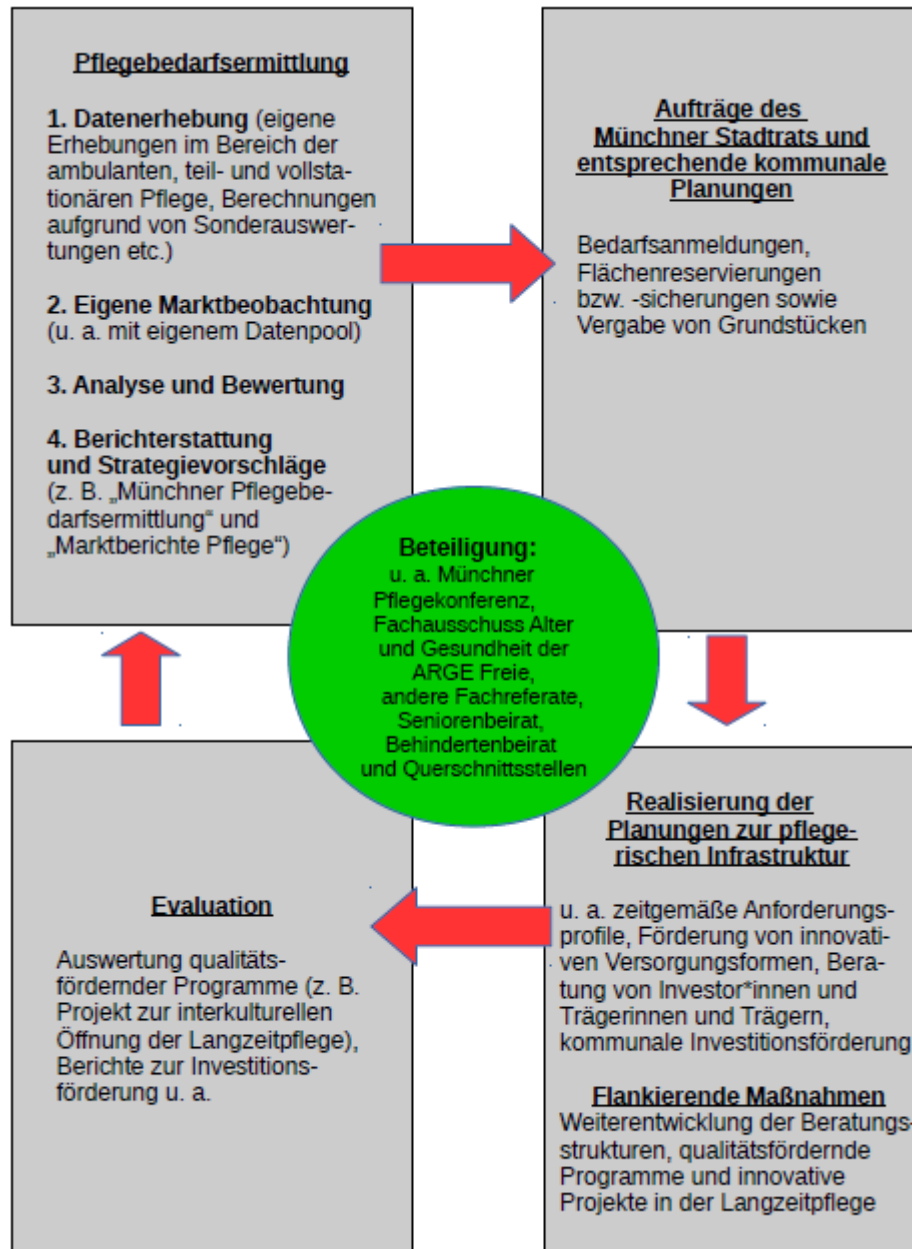 Pflegebedarfsermittlung
1. Datenerhebung (eigene
Erhebungen im Bereich der
ambulanten, teil- und vollsta-
tionären Pflege, Berechnungen
aufgrund von Sonderauswer-
tungen etc.)
2. Eigene Marktbeobachtung
(u. a. mit eigenem Datenpool)
3. Analyse und Bewertung
4. Berichterstattung
und Strategievorschläge
(z. B. „Münchner Pflegebe-
darfsermittlung“ und
„Marktberichte Pflege“)
Aufträge des
Münchner Stadtrats und
entsprechende kommunale
Planungen
Bedarfsanmeldungen,
Flächenreservierungen
bzw. -sicherungen sowie
Vergabe von Grundstücken
Beteiligung:
u. a. Münchner
Pflegekonferenz,
Fachausschuss Alter
und Gesundheit der
ARGE Freie,
andere Fachreferate,
Seniorenbeirat,
Behindertenbeirat
und Querschnittsstellen
Realisierung der
Planungen zur pflege-
rischen Infrastruktur
u. a. zeitgemäße Anforderungs-
profile, Förderung von innovati-
ven Versorgungsformen, Bera-
tung von Investor*innen und
Trägerinnen und Trägern,
kommunale Investitionsförderung
Flankierende Maßnahmen
Weiterentwicklung der Beratungs-
strukturen, qualitätsfördernde
Programme und innovative
Projekte in der Langzeitpflege
Evaluation
Auswertung qualitäts-
fördernder Programme (z. B.
Projekt zur interkulturellen
Öffnung der Langzeitpflege),
Berichte zur Investitions-
förderung u. a.